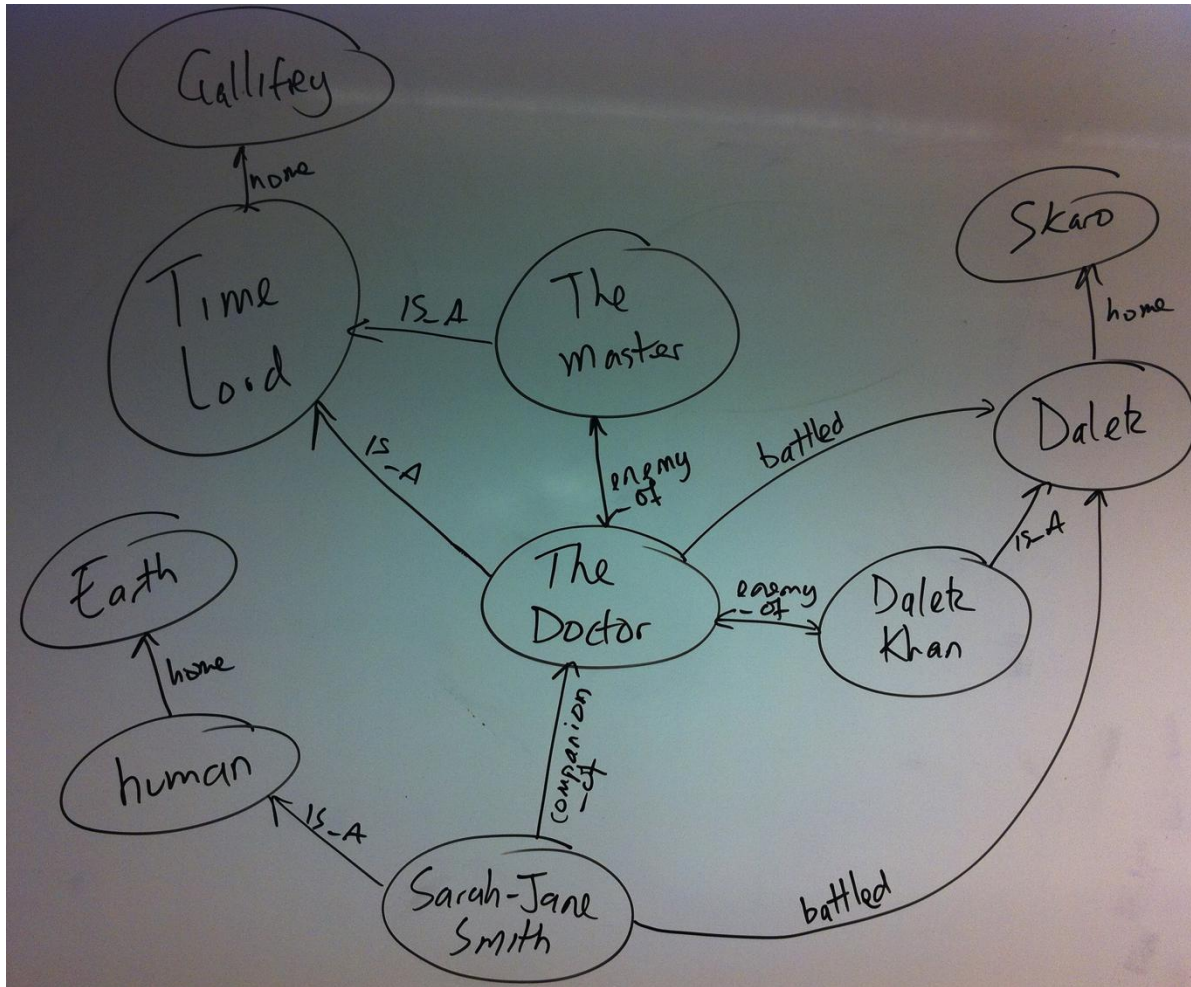 Gallifrey
home
Skaro
Time
Lord
IS_A
The
master
home
Dalek
IS_A
enemy
_of
battled
Earth
home
The
Doctor
enemy
_of
Dalek
Khan
is_A
human
IS_A
companion
_of
Sarah-Jane
Smith
battled